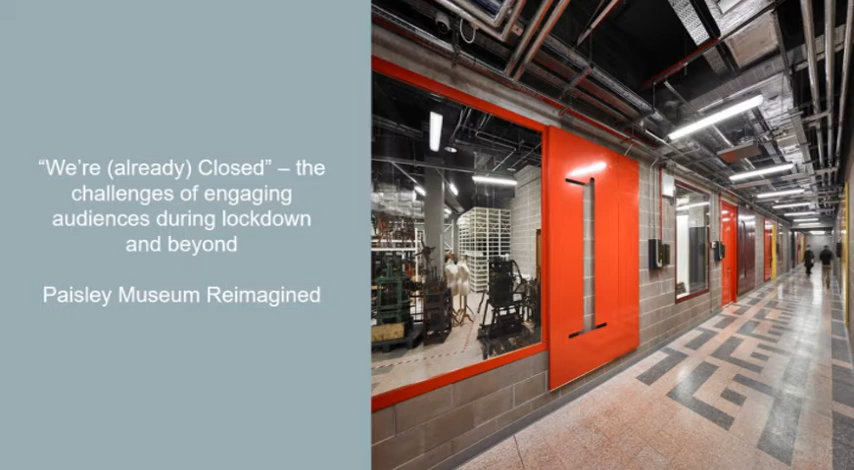 “We’re (already) Closed” – the
challenges of engaging
audiences during lockdown
and beyond
Paisley Museum Reimagined